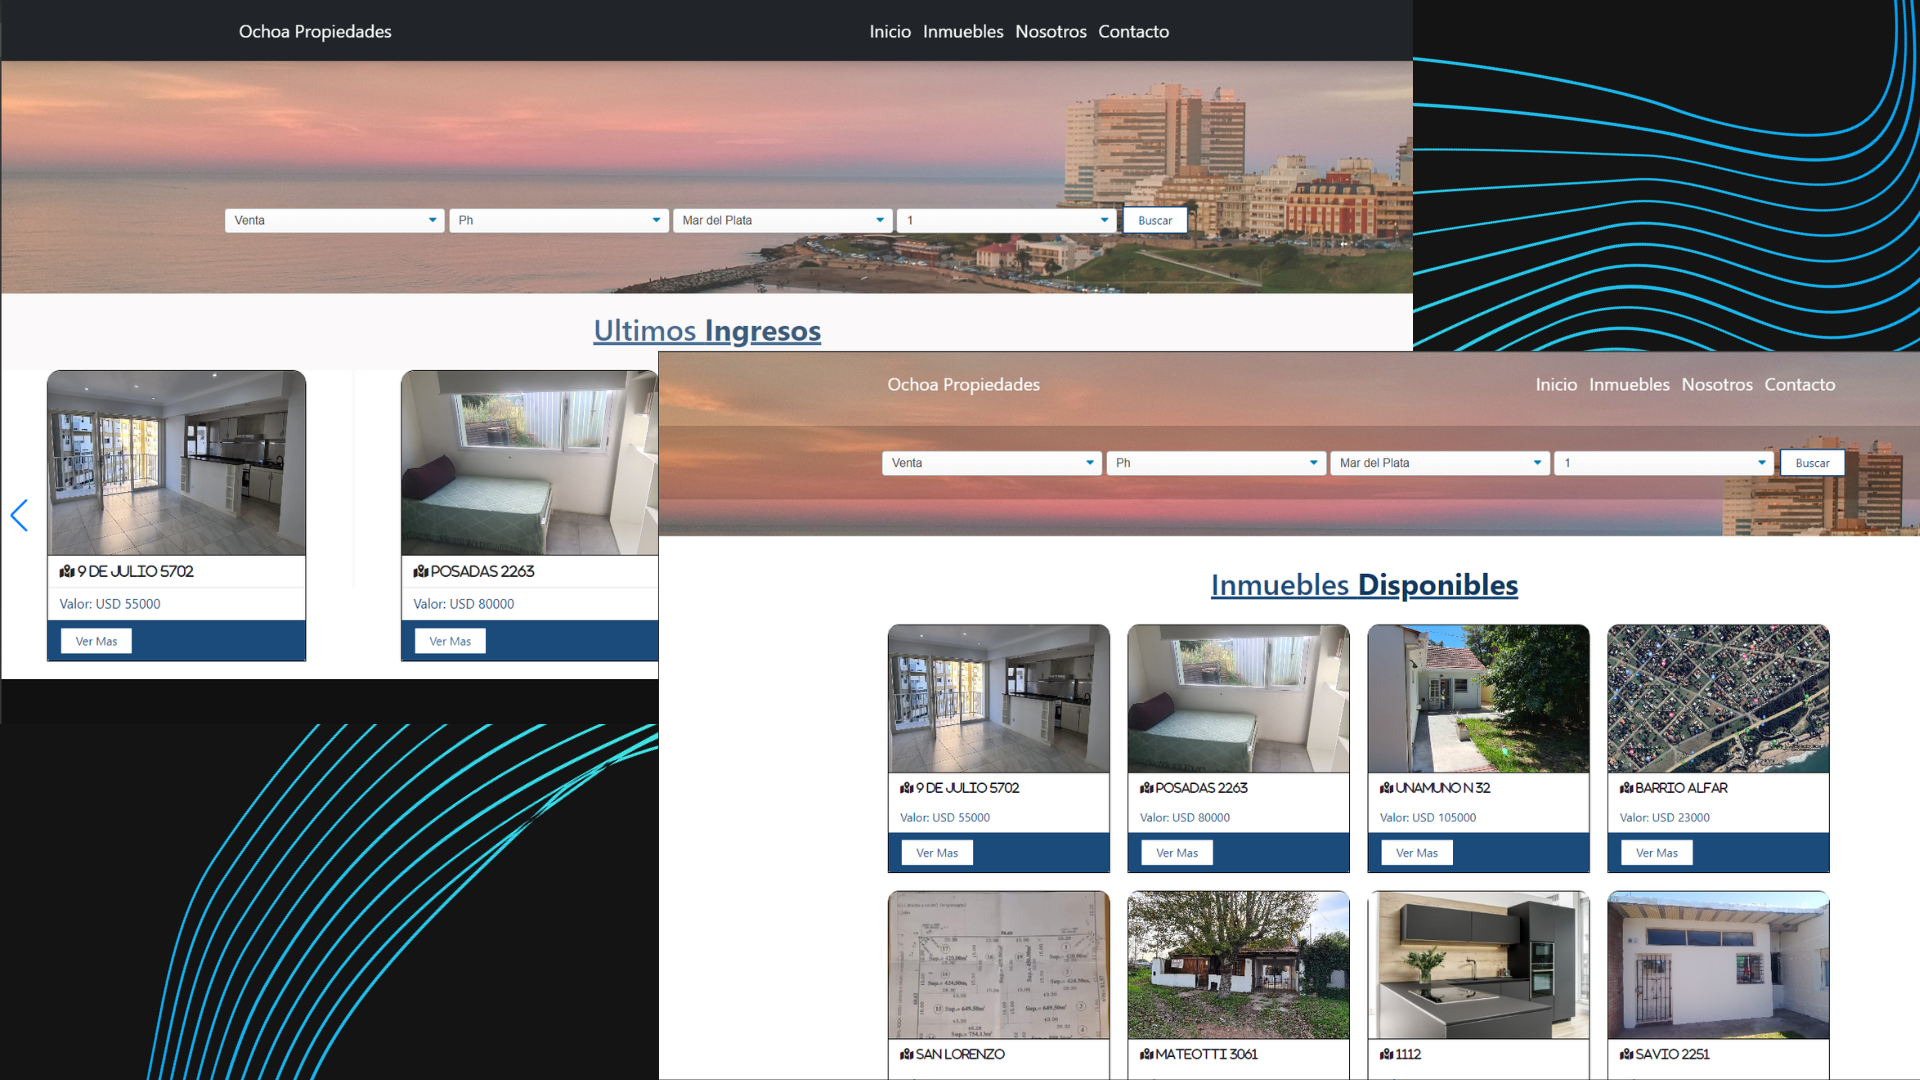 Ochoa Propiedades
Inicio Inmuebles Nosotros Contacto
Venta Ph Mar del Plata 1 Buscar
Ultimos Ingresos
9 DE JULIO 5702
Valor: USD 55000
Ver Mas
POSADAS 2263
Valor: USD 80000
Ver Mas
Ochoa Propiedades
Inicio Inmuebles Nosotros Contacto
Venta Ph Mar del Plata 1 Buscar
Inmuebles Disponibles
9 DE JULIO 5702
Valor: USD 55000
Ver Mas
POSADAS 2263
Valor: USD 80000
Ver Mas
UNAMUNO N 32
Valor: USD 105000
Ver Mas
BARRIO ALFAR
Valor: USD 23000
Ver Mas
SAN LORENZO
MATEOTTI 3061
1112
SAVIO 2251